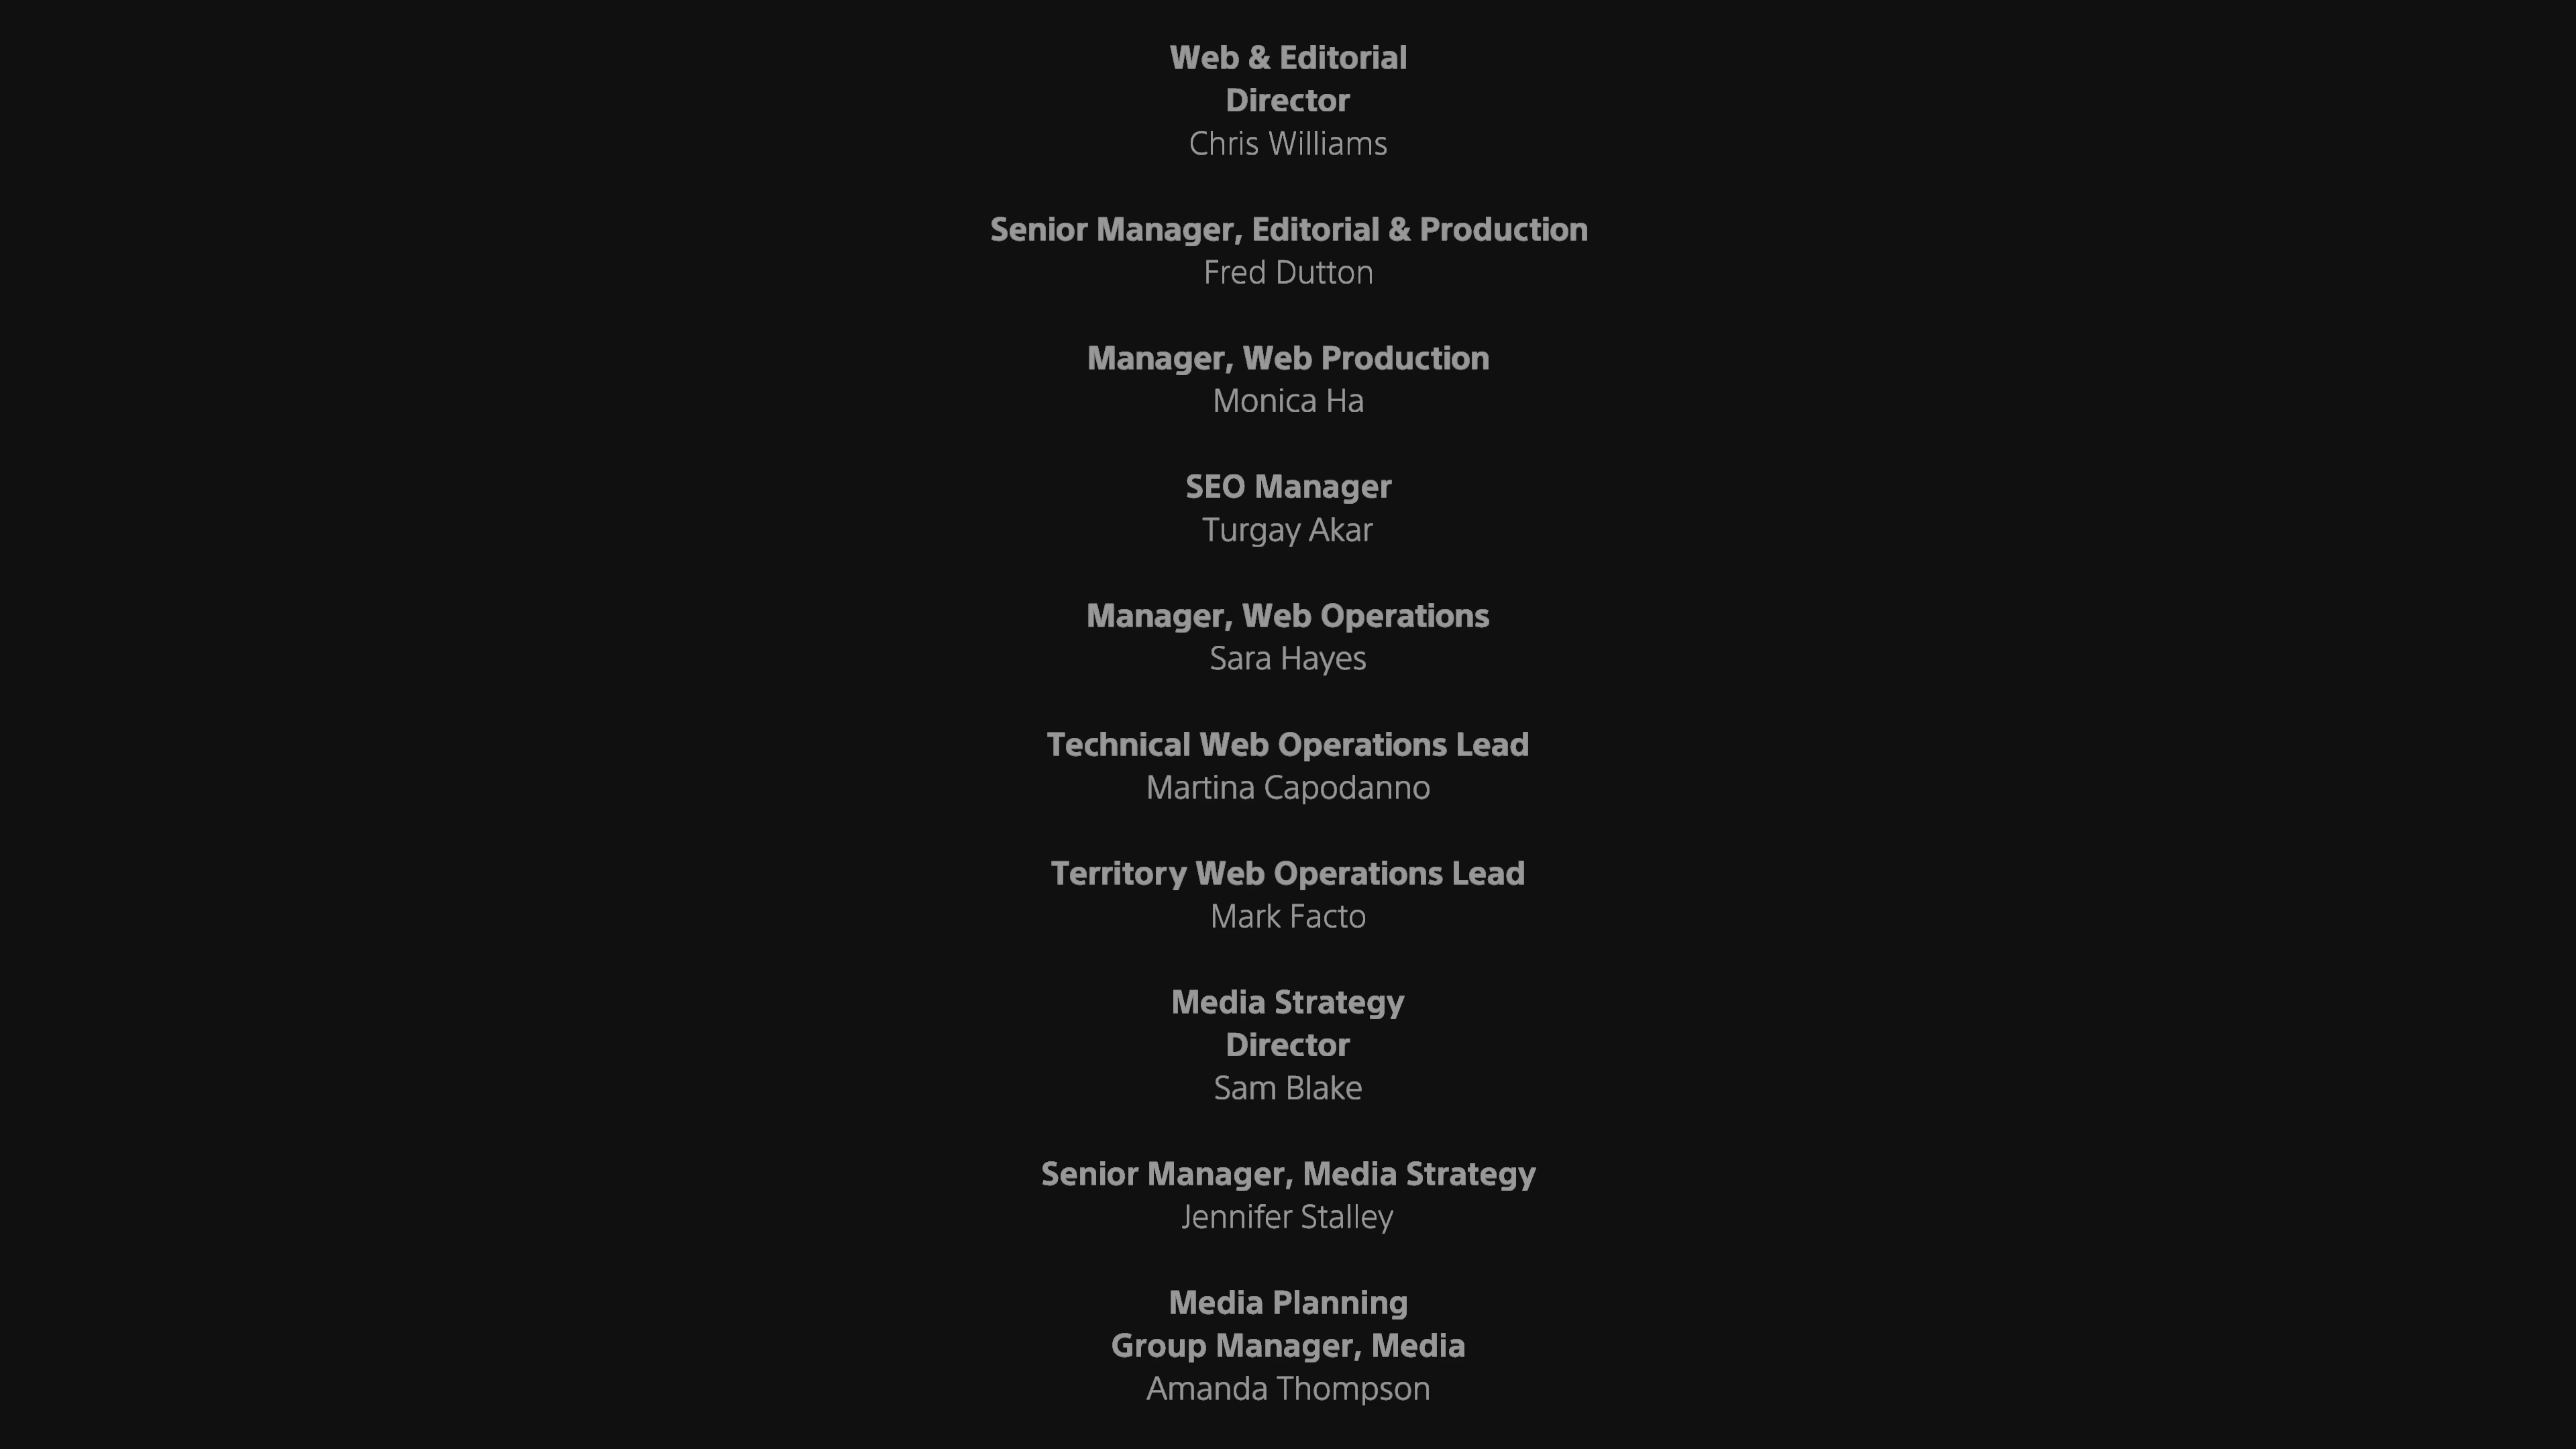 Web & Editorial
Director
Chris Williams
Senior Manager, Editorial & Production
Fred Dutton
Manager, Web Production
Monica Ha
SEO Manager
Turgay Akar
Manager, Web Operations
Sara Hayes
Technical Web Operations Lead
Martina Capodanno
Territory Web Operations Lead
Mark Facto
Media Strategy
Director
Sam Blake
Senior Manager, Media Strategy
Jennifer Stalley
Media Planning
Group Manager, Media
Amanda Thompson